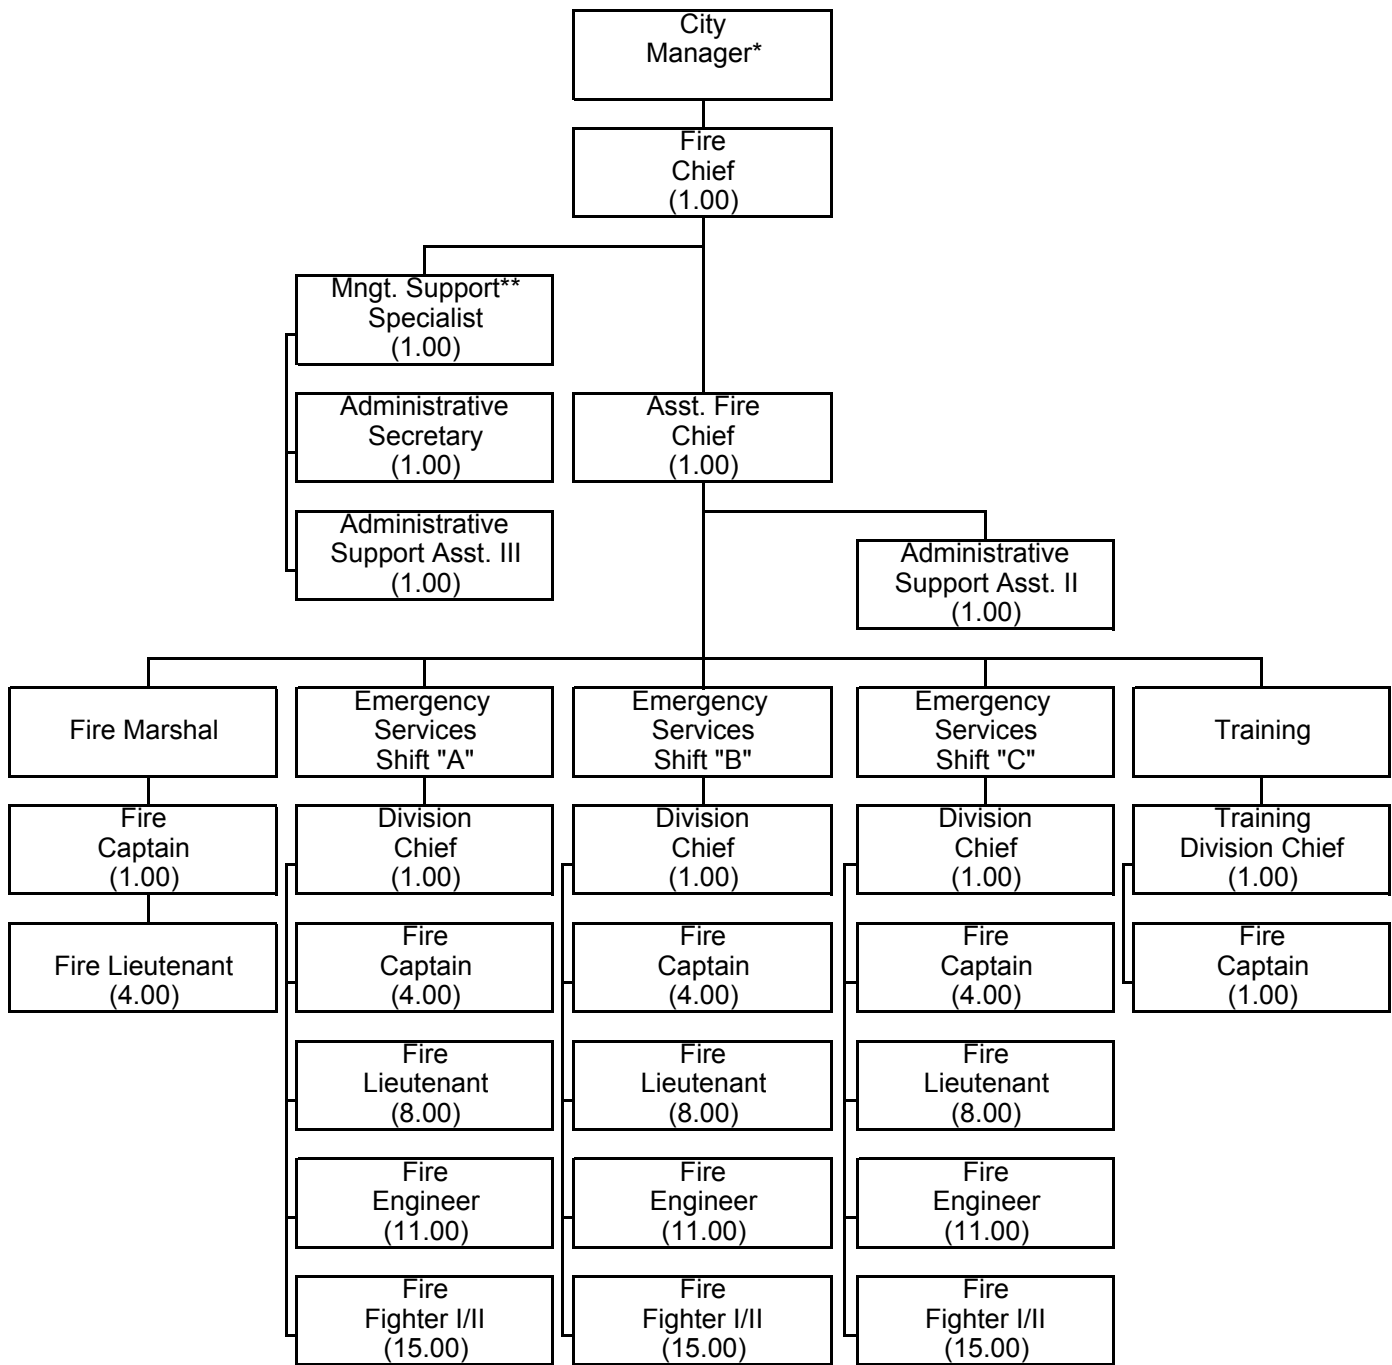 City
Manager*
Fire
Chief
(1.00)
Mngt. Support**
Specialist
(1.00)
Administrative
Secretary
(1.00)
Asst. Fire
Chief
(1.00)
Administrative
Support Asst. III
(1.00)
Administrative
Support Asst. II
(1.00)
Fire Marshal
Emergency
Services
Shift "A"
Emergency
Services
Shift "B"
Emergency
Services
Shift "C"
Training
Fire
Captain
(1.00)
Division
Chief
(1.00)
Division
Chief
(1.00)
Division
Chief
(1.00)
Training
Division Chief
(1.00)
Fire Lieutenant
(4.00)
Fire
Captain
(4.00)
Fire
Captain
(4.00)
Fire
Captain
(4.00)
Fire
Captain
(1.00)
Fire
Lieutenant
(8.00)
Fire
Lieutenant
(8.00)
Fire
Lieutenant
(8.00)
Fire
Engineer
(11.00)
Fire
Engineer
(11.00)
Fire
Engineer
(11.00)
Fire
Fighter I/II
(15.00)
Fire
Fighter I/II
(15.00)
Fire
Fighter I/II
(15.00)